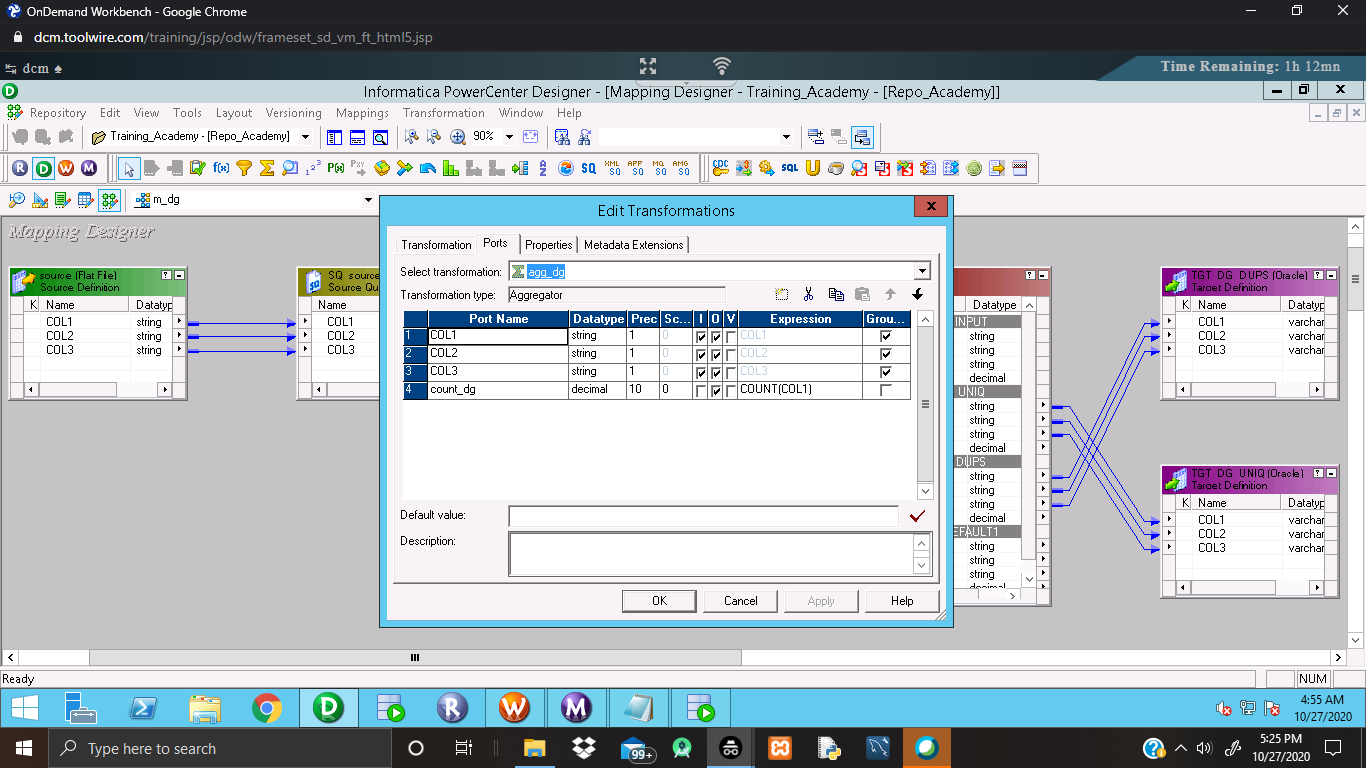 OnDemand Workbench - Google Chrome
dcm.toolwire.com/training/jsp/odw/frameset_sd_vm_ft_html5.jsp
dcm ♠
Time Remaining: 1h 12mn
Informatica PowerCenter Designer - [Mapping Designer - Training_Academy - [Repo_Academy]]
Repository Edit View Tools Layout Versioning Mappings Transformation Window Help
Training_Academy - [Repo_Academy] 90%
m_dg
Mapping Designer
source (Flat File)
Source Definition
K Name Datatyp
COL1 string
COL2 string
COL3 string
SQ_source
Source Qu
Name
COL1
COL2
COL3
Edit Transformations
Transformation Ports Properties Metadata Extensions
Select transformation: agg_dg
Transformation type: Aggregator
Port Name Datatype Prec Sc... I O V Expression Grou...
1 COL1 string 1 0 COL1
2 COL2 string 1 0 COL2
3 COL3 string 1 0 COL3
4 count_dg decimal 10 0 COUNT(COL1)
Default value:
Description:
OK Cancel Apply Help
Datatype
INPUT
string
string
string
decimal
UNIQ
string
string
string
decimal
DUPS
string
string
string
decimal
EFAULT1
string
string
string
decimal
TGT_DG_DUPS (Oracle)
Target Definition
K Name Datatyp
COL1 varchar
COL2 varchar
COL3 varchar
TGT_DG_UNIQ (Oracle)
Target Definition
K Name Datatyp
COL1 varchar
COL2 varchar
COL3 varchar
Ready NUM
4:55 AM
10/27/2020
Type here to search
99+
5:25 PM
10/27/2020